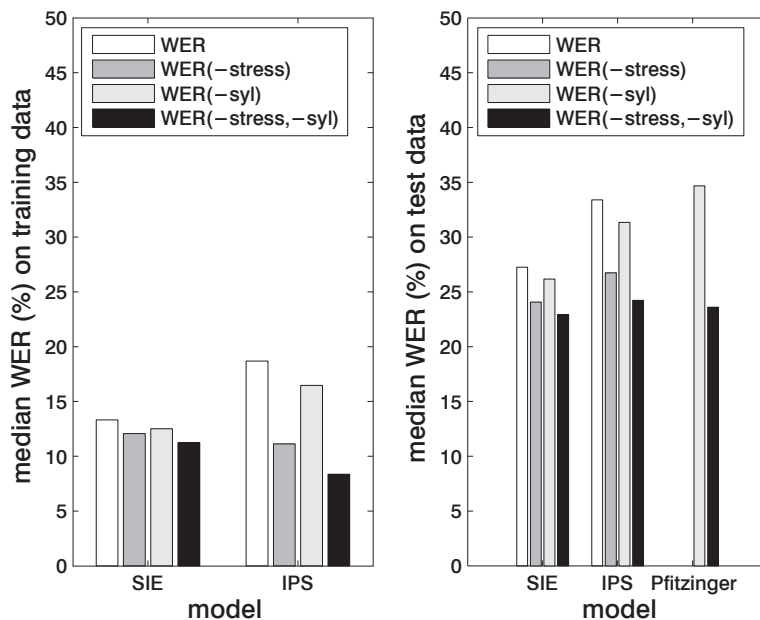 50
45
40
35
30
25
20
15
10
5
0
median WER (%) on training data
WER
WER(−stress)
WER(−syl)
WER(−stress,−syl)
SIE IPS
model
50
45
40
35
30
25
20
15
10
5
0
median WER (%) on test data
WER
WER(−stress)
WER(−syl)
WER(−stress,−syl)
SIE IPS Pfitzinger
model